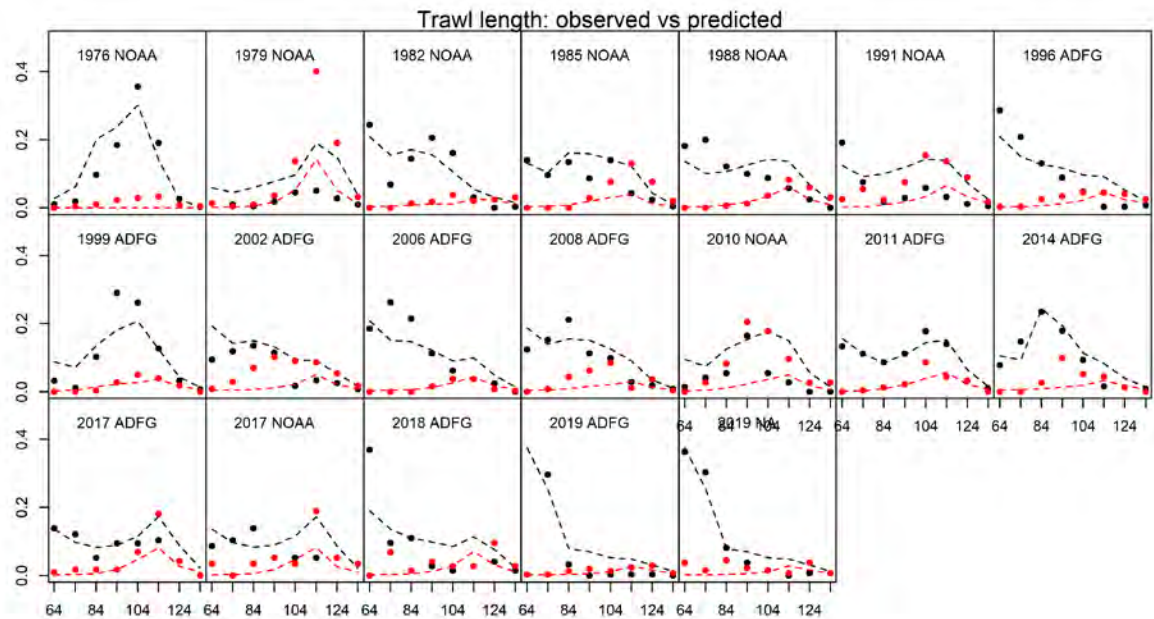 Trawl length: observed vs predicted
1976 NOAA 1979 NOAA 1982 NOAA 1985 NOAA 1988 NOAA 1991 NOAA 1996 ADFG
0.4
0.2
0.0
1999 ADFG 2002 ADFG 2006 ADFG 2008 ADFG 2010 NOAA 2011 ADFG 2014 ADFG
0.4
0.2
0.0
64 84 104 124 64 84 104 124 64 84 104 124
2017 ADFG 2017 NOAA 2018 ADFG 2019 ADFG 2019 NA
0.4
0.2
0.0
64 84 104 124 64 84 104 124 64 84 104 124 64 84 104 124 64 84 104 124